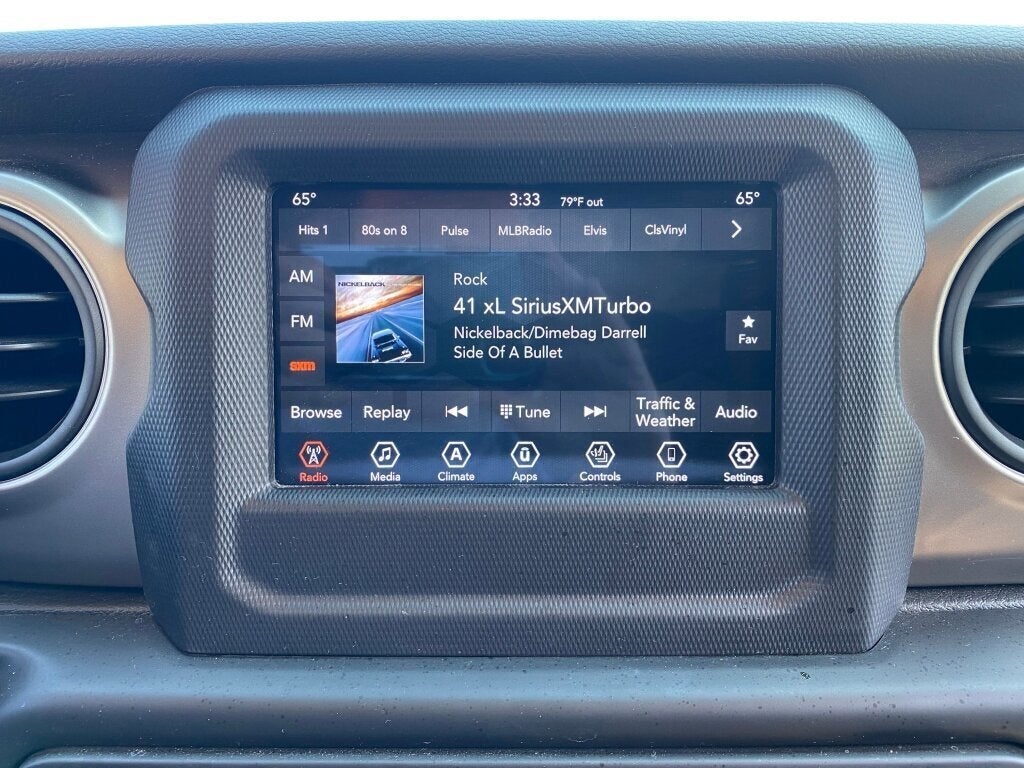 65° 3:33 79°F out 65°
Hits 1 80s on 8 Pulse MLBRadio Elvis ClsVinyl
AM
FM
sxm
NICKELBACK
Rock
41 xL SiriusXMTurbo
Nickelback/Dimebag Darrell
Side Of A Bullet
Fav
Browse Replay Tune Traffic &
Weather Audio
A ū
Radio Media Climate Apps Controls Phone Settings